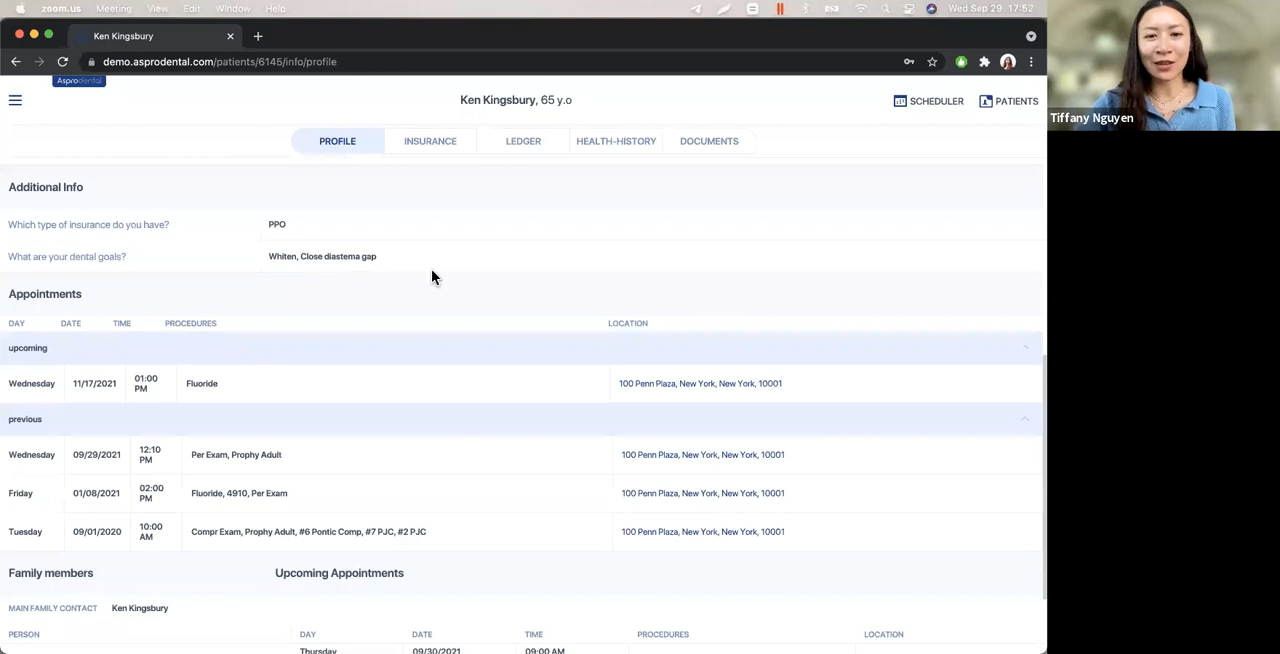 zoom.us Meeting View Edit Window Help Wed Sep 29 17:52
Ken Kingsbury
demo.asprodental.com/patients/6145/info/profile
Tiffany Nguyen
Asprodental
Ken Kingsbury, 65 y.o
SCHEDULER PATIENTS
PROFILE INSURANCE LEDGER HEALTH-HISTORY DOCUMENTS
Additional Info
Which type of insurance do you have? PPO
What are your dental goals? Whiten, Close diastema gap
Appointments
DAY DATE TIME PROCEDURES LOCATION
upcoming
Wednesday 11/17/2021 01:00 PM Fluoride 100 Penn Plaza, New York, New York, 10001
previous
Wednesday 09/29/2021 12:10 PM Per Exam, Prophy Adult 100 Penn Plaza, New York, New York, 10001
Friday 01/08/2021 02:00 PM Fluoride, 4910, Per Exam 100 Penn Plaza, New York, New York, 10001
Tuesday 09/01/2020 10:00 AM Compr Exam, Prophy Adult, #6 Pontic Comp, #7 PJC, #2 PJC 100 Penn Plaza, New York, New York, 10001
Family members Upcoming Appointments
MAIN FAMILY CONTACT Ken Kingsbury
PERSON DAY DATE TIME PROCEDURES LOCATION
Thursday 09/30/2021 09:00 AM